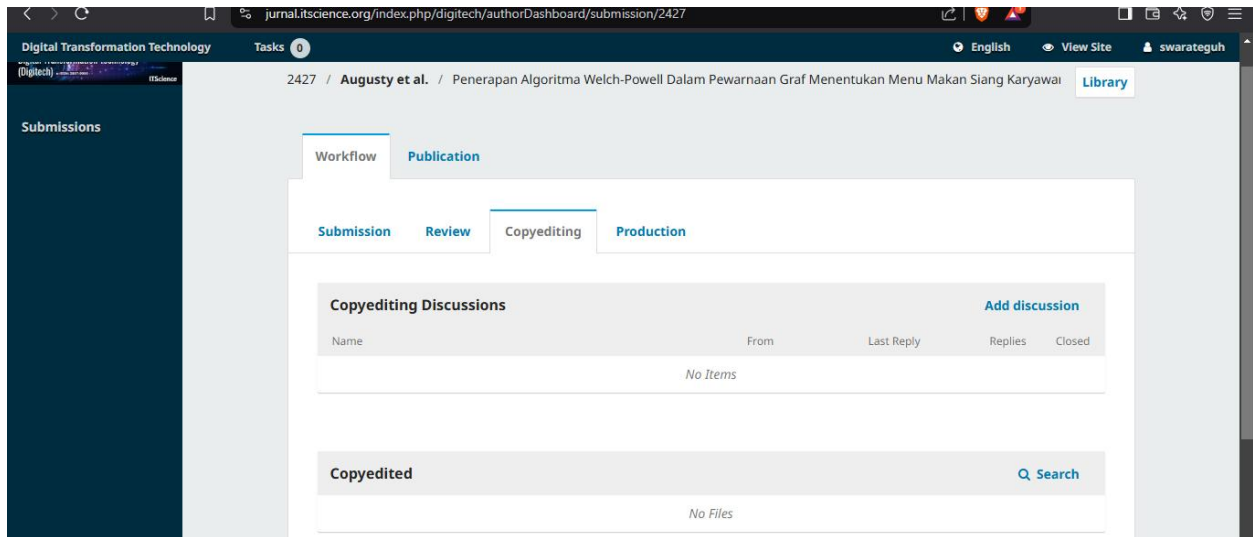 jurnal.itscience.org/index.php/digitech/authorDashboard/submission/2427
Digital Transformation Technology Tasks 0 English View Site swarateguh
(Digitech)
ITScience
2427 / Augusty et al. / Penerapan Algoritma Welch-Powell Dalam Pewarnaan Graf Menentukan Menu Makan Siang Karyawa Library
Submissions
Workflow Publication
Submission Review Copyediting Production
Copyediting Discussions Add discussion
Name From Last Reply Replies Closed
No Items
Copyedited Search
No Files